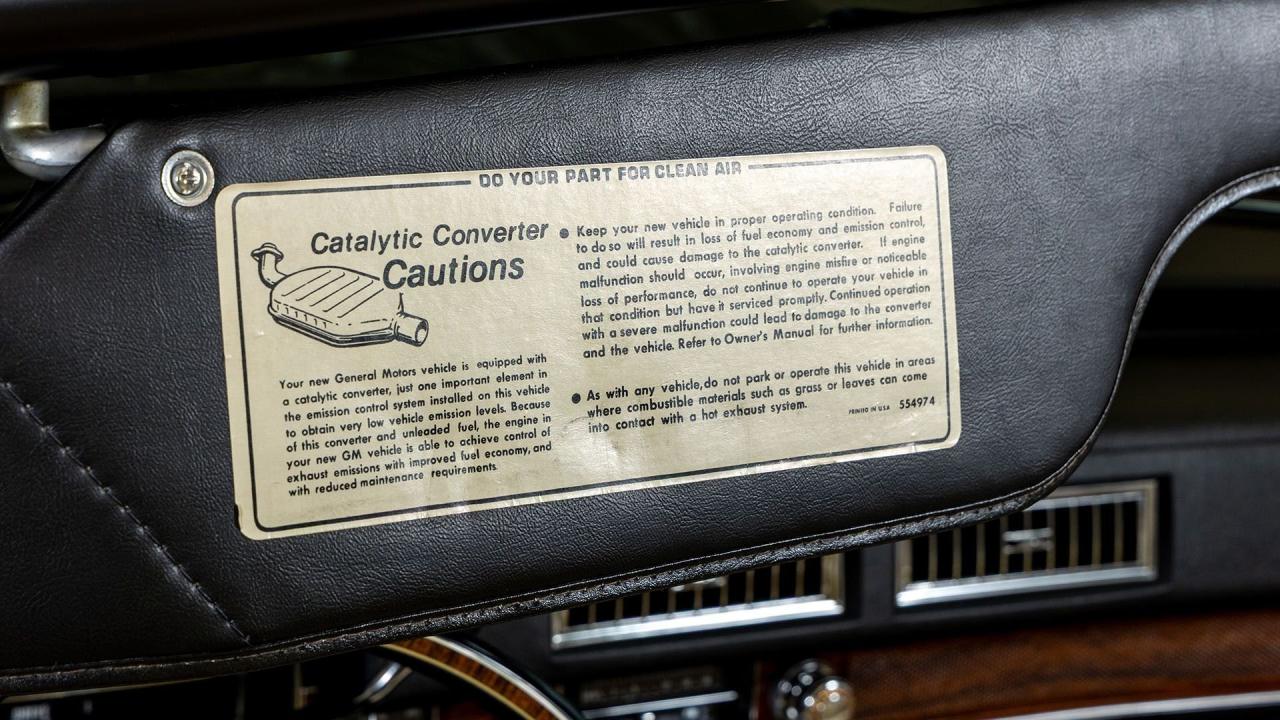 DO YOUR PART FOR CLEAN AIR
Catalytic Converter
Cautions
Your new General Motors vehicle is equipped with
a catalytic converter, just one important element in
the emission control system installed on this vehicle
to obtain very low vehicle emission levels. Because
of this converter and unleaded fuel, the engine in
your new GM vehicle is able to achieve control of
exhaust emissions with improved fuel economy, and
with reduced maintenance requirements.
● Keep your new vehicle in proper operating condition. Failure
to do so will result in loss of fuel economy and emission control,
and could cause damage to the catalytic converter. If engine
malfunction should occur, involving engine misfire or noticeable
loss of performance, do not continue to operate your vehicle in
that condition but have it serviced promptly. Continued operation
with a severe malfunction could lead to damage to the converter
and the vehicle. Refer to Owner's Manual for further information.
● As with any vehicle, do not park or operate this vehicle in areas
where combustible materials such as grass or leaves can come
into contact with a hot exhaust system.
PRINTED IN USA 554974